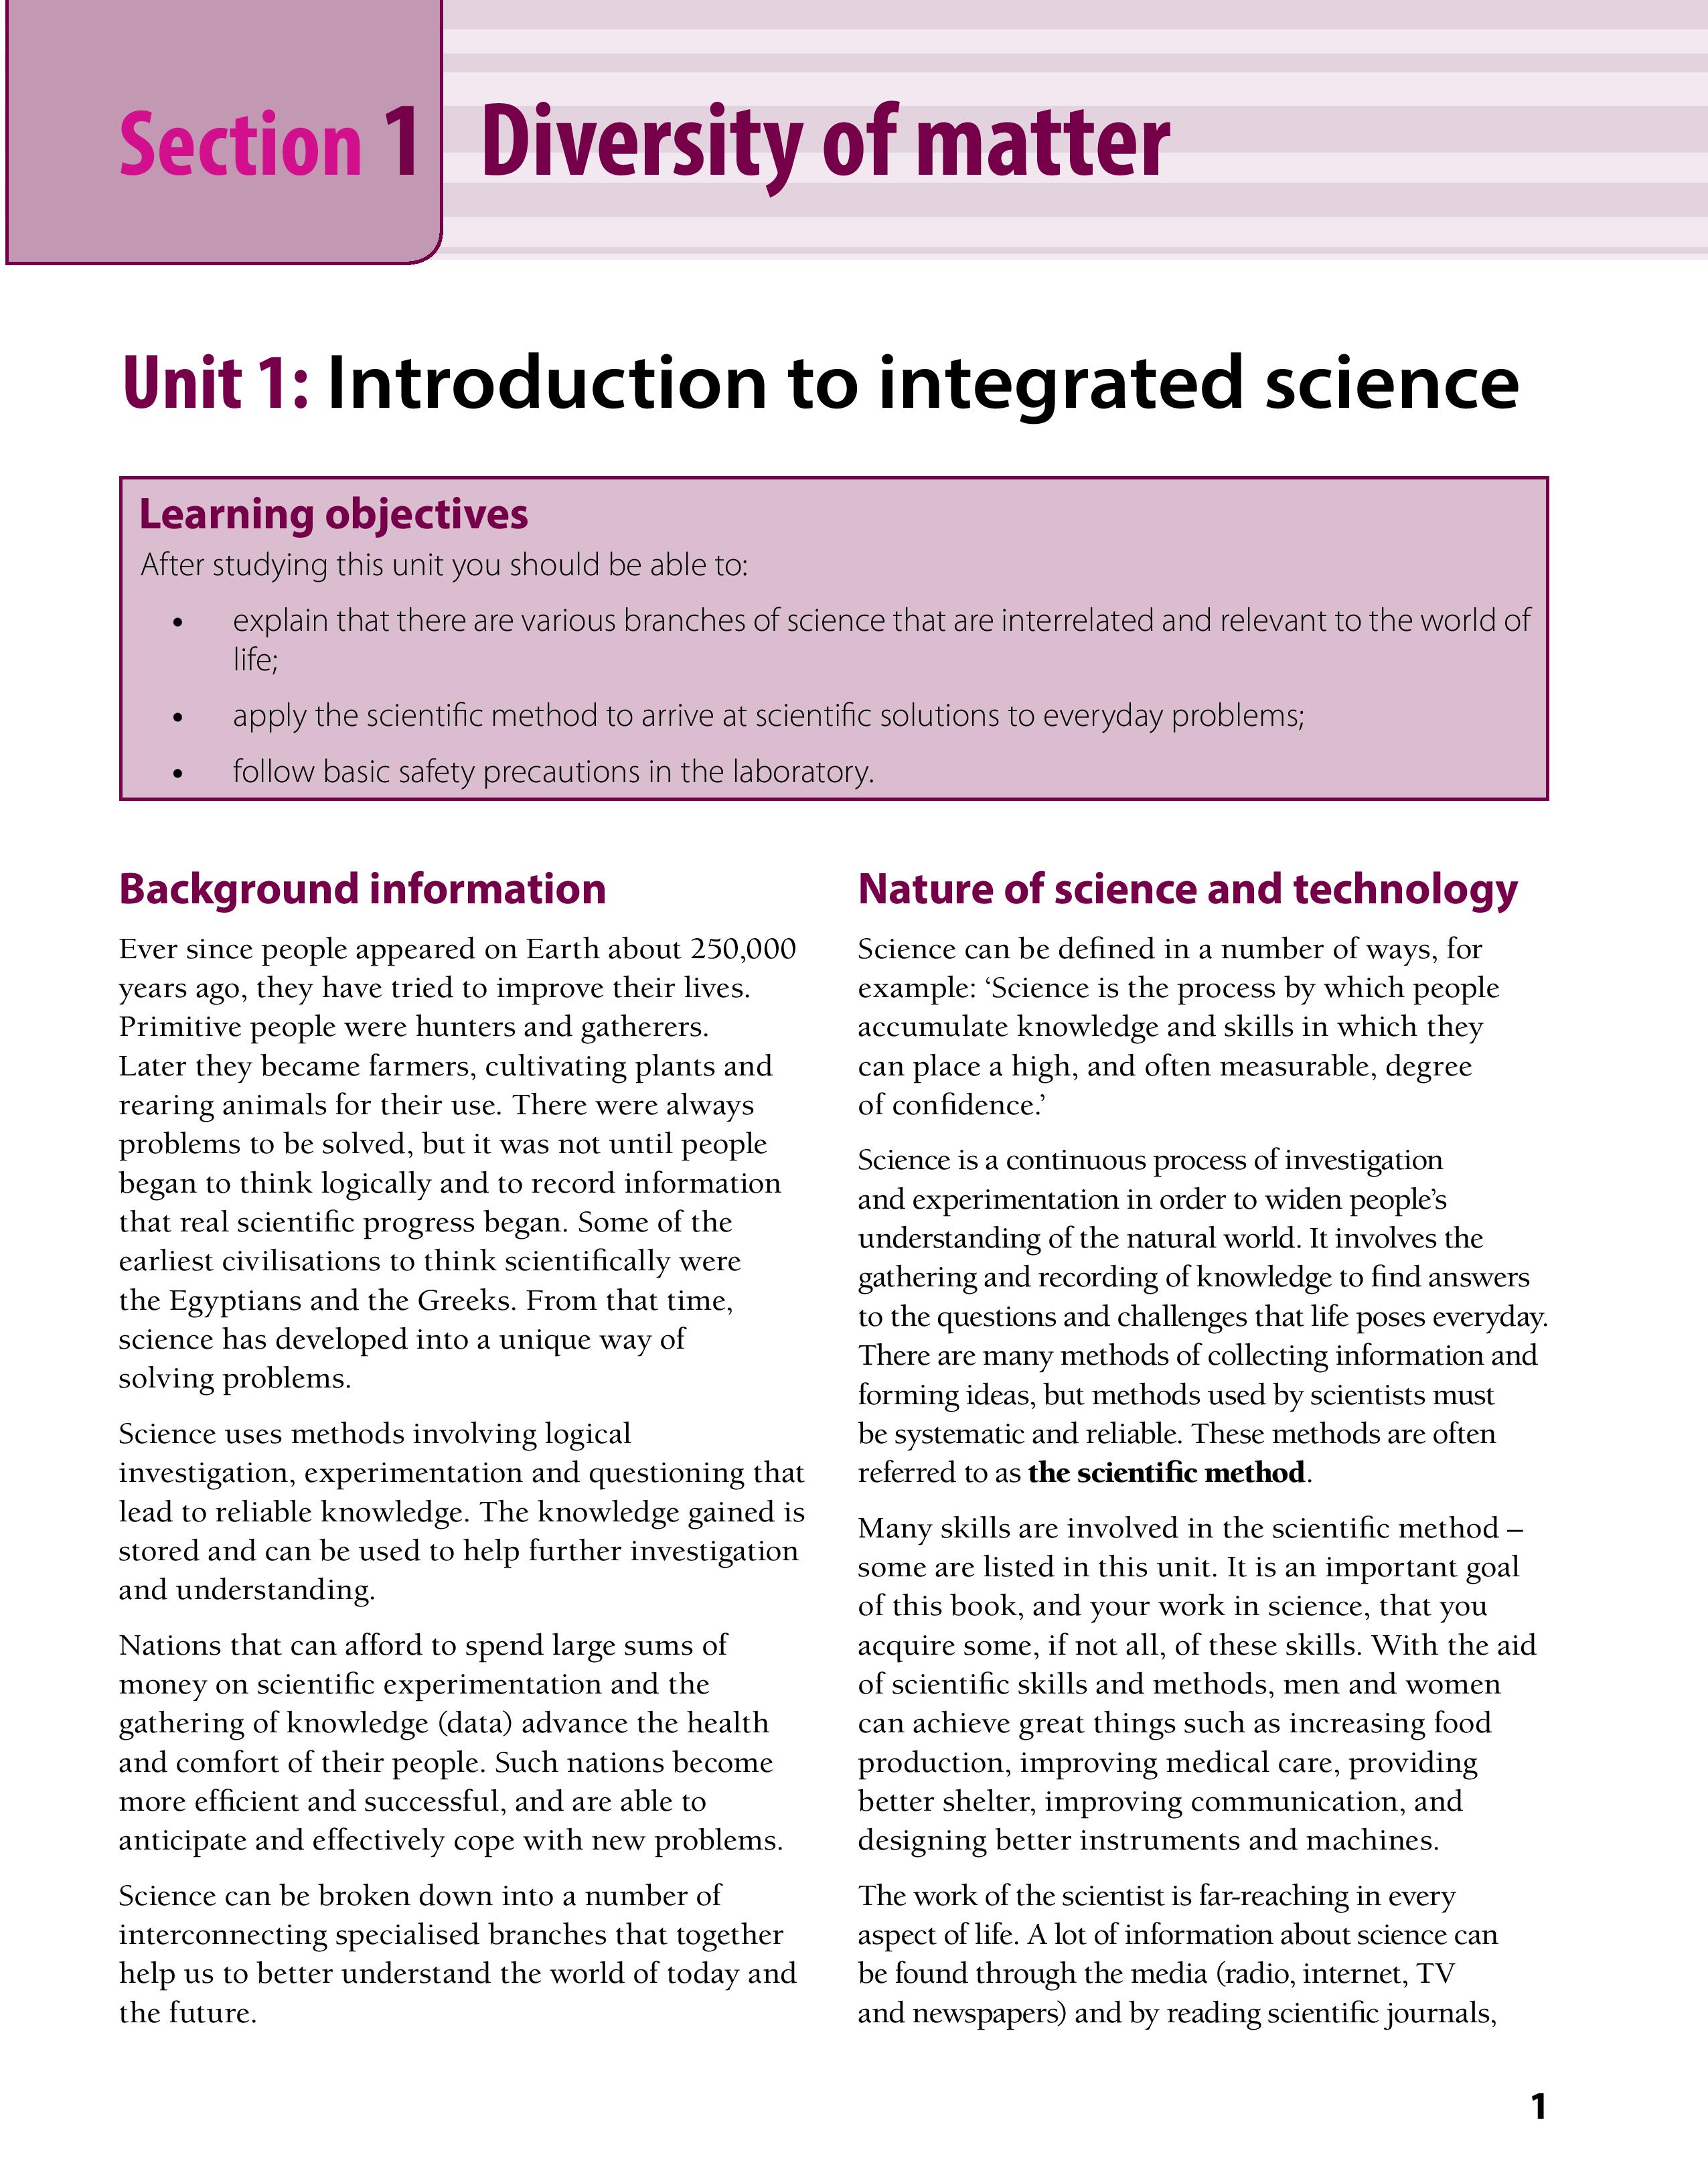 Section 1 Diversity of matter
Unit 1: Introduction to integrated science
Learning objectives
After studying this unit you should be able to:
• explain that there are various branches of science that are interrelated and relevant to the world of
life;
• apply the scientific method to arrive at scientific solutions to everyday problems;
• follow basic safety precautions in the laboratory.
Background information
Ever since people appeared on Earth about 250,000
years ago, they have tried to improve their lives.
Primitive people were hunters and gatherers.
Later they became farmers, cultivating plants and
rearing animals for their use. There were always
problems to be solved, but it was not until people
began to think logically and to record information
that real scientific progress began. Some of the
earliest civilisations to think scientifically were
the Egyptians and the Greeks. From that time,
science has developed into a unique way of
solving problems.
Science uses methods involving logical
investigation, experimentation and questioning that
lead to reliable knowledge. The knowledge gained is
stored and can be used to help further investigation
and understanding.
Nations that can afford to spend large sums of
money on scientific experimentation and the
gathering of knowledge (data) advance the health
and comfort of their people. Such nations become
more efficient and successful, and are able to
anticipate and effectively cope with new problems.
Science can be broken down into a number of
interconnecting specialised branches that together
help us to better understand the world of today and
the future.
Nature of science and technology
Science can be defined in a number of ways, for
example: ‘Science is the process by which people
accumulate knowledge and skills in which they
can place a high, and often measurable, degree
of confidence.’
Science is a continuous process of investigation
and experimentation in order to widen people’s
understanding of the natural world. It involves the
gathering and recording of knowledge to find answers
to the questions and challenges that life poses everyday.
There are many methods of collecting information and
forming ideas, but methods used by scientists must
be systematic and reliable. These methods are often
referred to as the scientific method.
Many skills are involved in the scientific method –
some are listed in this unit. It is an important goal
of this book, and your work in science, that you
acquire some, if not all, of these skills. With the aid
of scientific skills and methods, men and women
can achieve great things such as increasing food
production, improving medical care, providing
better shelter, improving communication, and
designing better instruments and machines.
The work of the scientist is far-reaching in every
aspect of life. A lot of information about science can
be found through the media (radio, internet, TV
and newspapers) and by reading scientific journals,
1